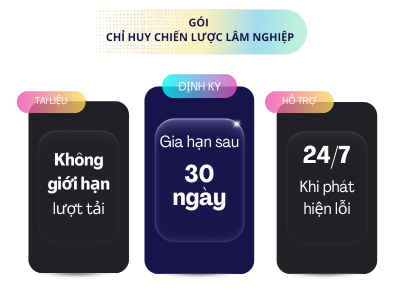 GÓI
CHỈ HUY CHIẾN LƯỢC LÂM NGHIỆP
TÀI LIỆU
Không
giới hạn
lượt tải
ĐỊNH KỲ
Gia hạn sau
30
ngày
HỖ TRỢ
24/7
Khi phát
hiện lỗi